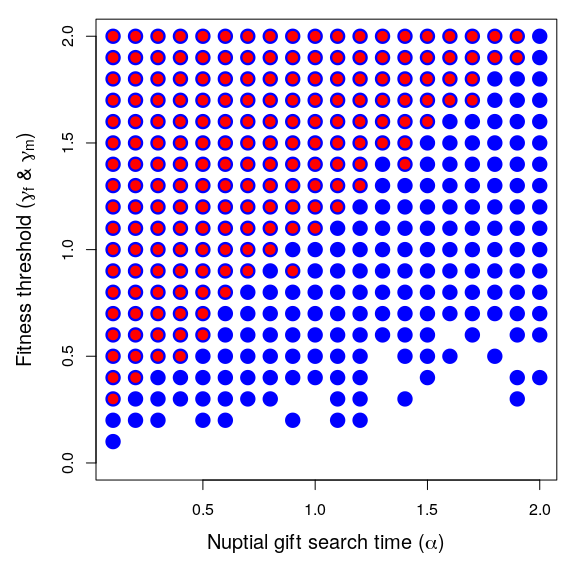 2.0
1.5
1.0
0.5
0.0
Fitness threshold (γf & γm)
0.5 1.0 1.5 2.0
Nuptial gift search time (α)